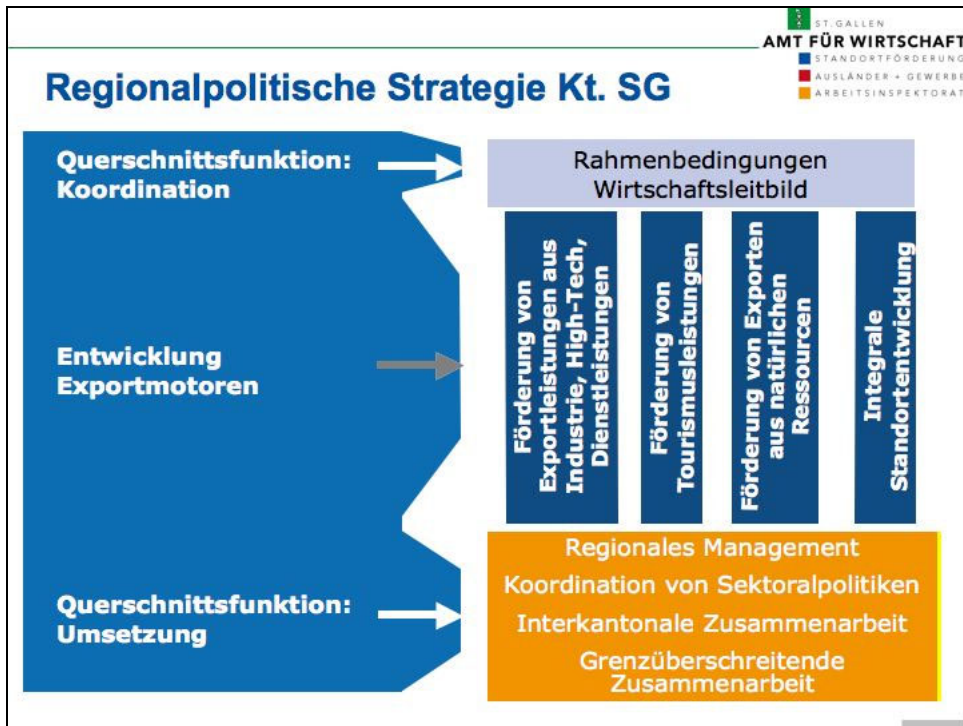 ST.GALLEN
AMT FÜR WIRTSCHAFT
STANDORTFÖRDERUNG
AUSLÄNDER + GEWERBE
ARBEITSINSPEKTORAT
Regionalpolitische Strategie Kt. SG
Querschnittsfunktion:
Koordination
Rahmenbedingungen
Wirtschaftsleitbild
Entwicklung
Exportmotoren
Förderung von
Exportleistungen aus
Industrie, High-Tech,
Dienstleistungen
Förderung von
Tourismusleistungen
Förderung von Exporten
aus natürlichen
Ressourcen
Integrale
Standortentwicklung
Querschnittsfunktion:
Umsetzung
Regionales Management
Koordination von Sektoralpolitiken
Interkantonale Zusammenarbeit
Grenzüberschreitende
Zusammenarbeit